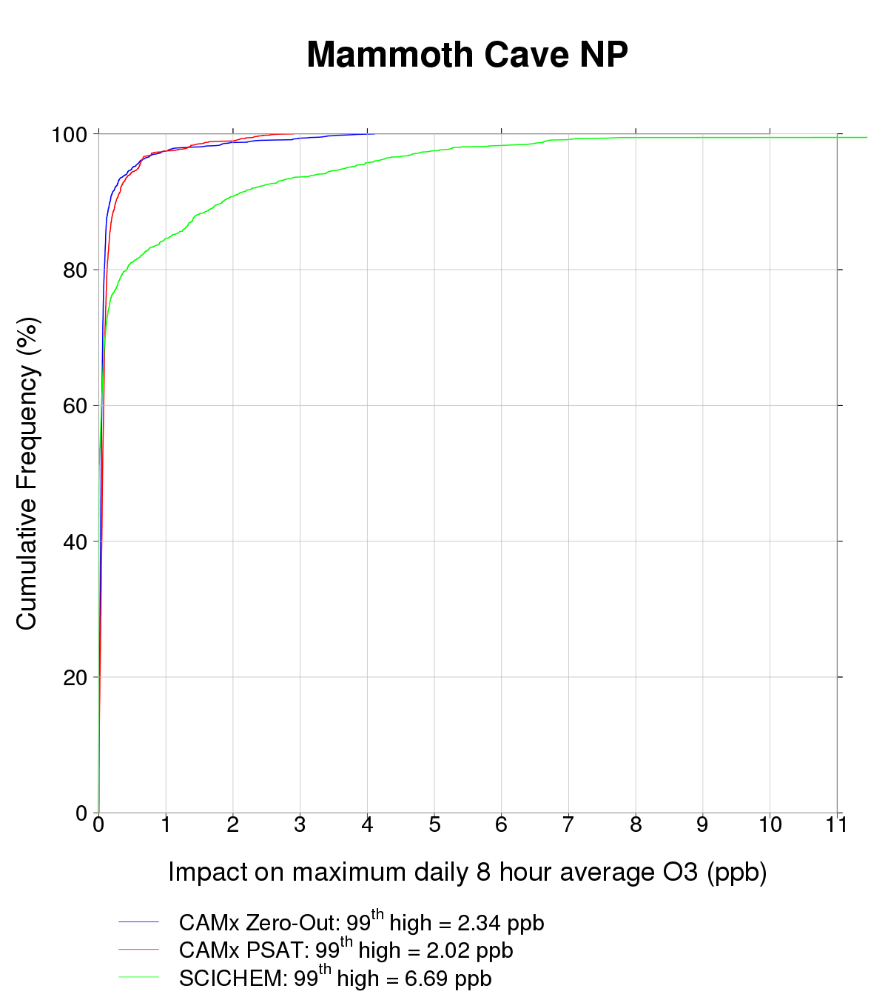 Mammoth Cave NP
100
80
60
40
20
0
Cumulative Frequency (%)
0 1 2 3 4 5 6 7 8 9 10 11
Impact on maximum daily 8 hour average O3 (ppb)
CAMx Zero-Out: 99th high = 2.34 ppb
CAMx PSAT: 99th high = 2.02 ppb
SCICHEM: 99th high = 6.69 ppb